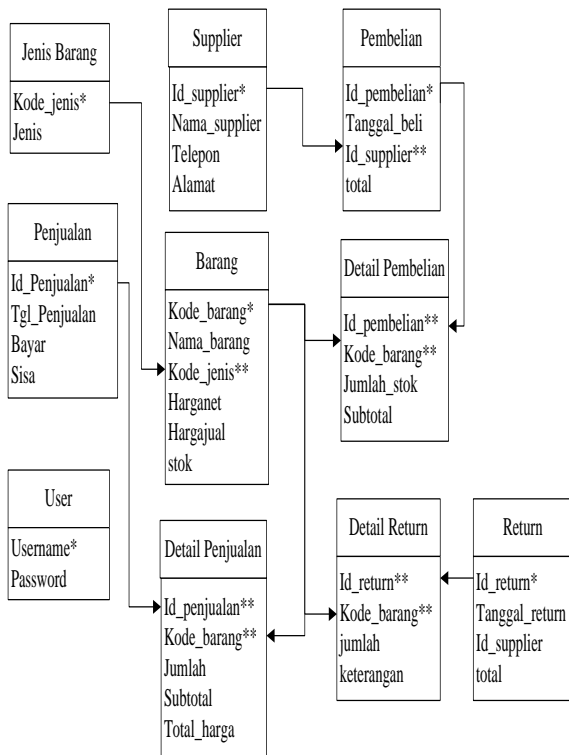 Jenis Barang
Kode_jenis*
Jenis
Supplier
Id_supplier*
Nama_supplier
Telepon
Alamat
Pembelian
Id_pembelian*
Tanggal_beli
Id_supplier**
total
Penjualan
Id_Penjualan*
Tgl_Penjualan
Bayar
Sisa
Barang
Kode_barang*
Nama_barang
Kode_jenis**
Harganet
Hargajual
stok
Detail Pembelian
Id_pembelian**
Kode_barang**
Jumlah_stok
Subtotal
User
Username*
Password
Detail Penjualan
Id_penjualan**
Kode_barang**
Jumlah
Subtotal
Total_harga
Detail Return
Id_return**
Kode_barang**
jumlah
keterangan
Return
Id_return*
Tanggal_return
Id_supplier
total